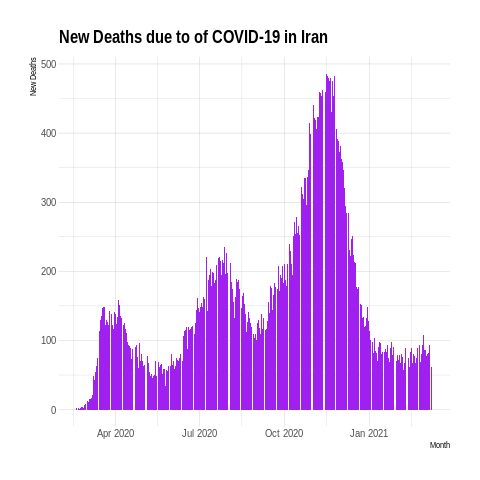 New Deaths due to of COVID-19 in Iran
New Deaths
500
400
300
200
100
0
Apr 2020
Jul 2020
Oct 2020
Jan 2021
Month